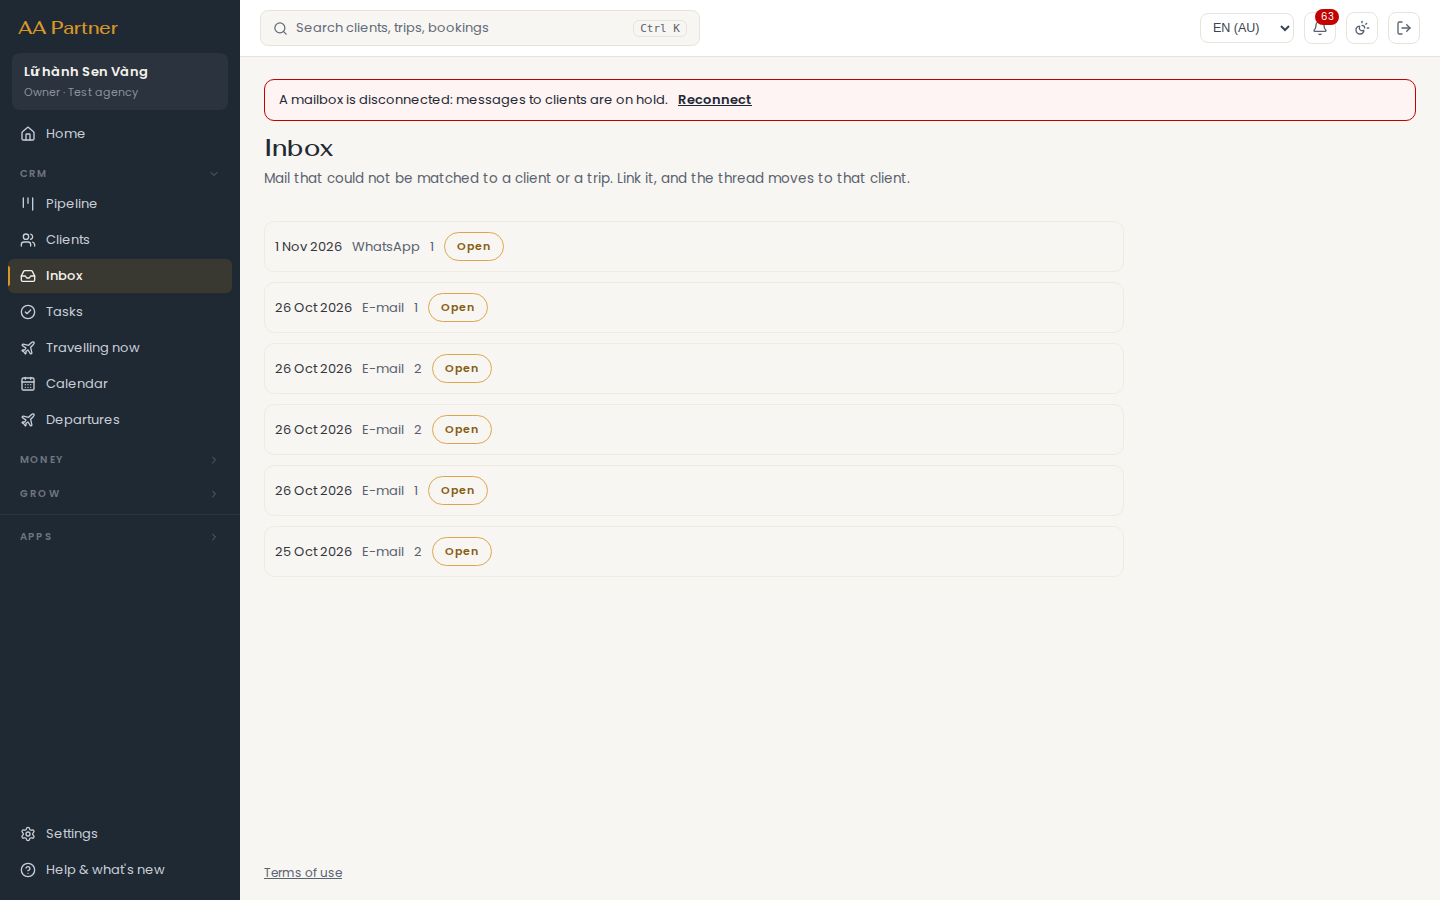 AA Partner
Lữ hành Sen Vàng
Owner · Test agency
Home
CRM
Pipeline
Clients
Inbox
Tasks
Travelling now
Calendar
Departures
MONEY
GROW
APPS
Settings
Help & what's new
Search clients, trips, bookings Ctrl K
EN (AU)
63
A mailbox is disconnected: messages to clients are on hold. Reconnect
Inbox
Mail that could not be matched to a client or a trip. Link it, and the thread moves to that client.
1 Nov 2026 WhatsApp 1 Open
26 Oct 2026 E-mail 1 Open
26 Oct 2026 E-mail 2 Open
26 Oct 2026 E-mail 2 Open
26 Oct 2026 E-mail 1 Open
25 Oct 2026 E-mail 2 Open
Terms of use